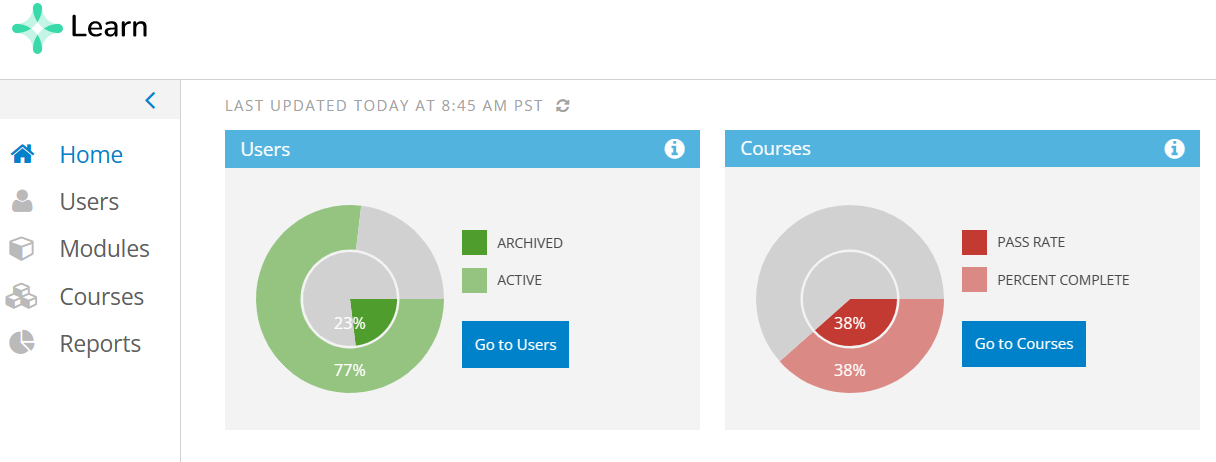 Learn
LAST UPDATED TODAY AT 8:45 AM PST
Home
Users
Modules
Courses
Reports
Users
ARCHIVED
ACTIVE
23%
77%
Go to Users
Courses
PASS RATE
PERCENT COMPLETE
38%
38%
Go to Courses